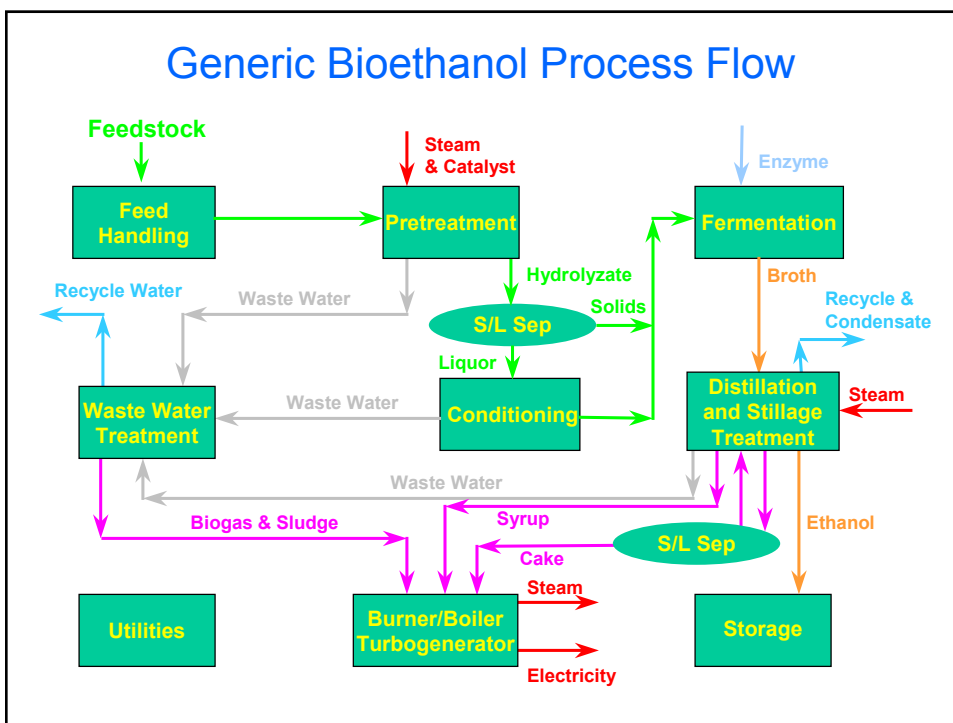 Generic Bioethanol Process Flow
Feedstock
Steam
& Catalyst
Enzyme
Feed
Handling
Pretreatment
Fermentation
Hydrolyzate
Broth
Recycle Water
Waste Water
Solids
Recycle &
Condensate
S/L Sep
Liquor
Waste Water
Treatment
Waste Water
Conditioning
Distillation
and Stillage
Treatment
Steam
Waste Water
Biogas & Sludge
Syrup
Ethanol
S/L Sep
Cake
Steam
Utilities
Burner/Boiler
Turbogenerator
Storage
Electricity